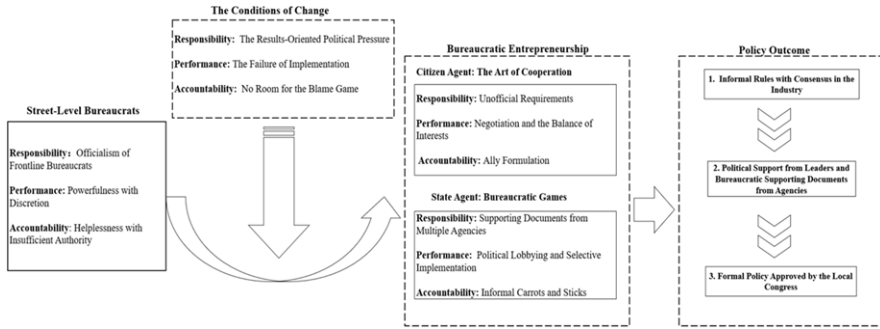 The Conditions of Change
Responsibility: The Results-Oriented Political Pressure
Performance: The Failure of Implementation
Accountability: No Room for the Blame Game
Street-Level Bureaucrats
Responsibility: Officialism of
Frontline Bureaucrats
Performance: Powerfulness with
Discretion
Accountability: Helplessness with
Insufficient Authority
Bureaucratic Entrepreneurship
Citizen Agent: The Art of Cooperation
Responsibility: Unofficial Requirements
Performance: Negotiation and the Balance of
Interests
Accountability: Ally Formulation
State Agent: Bureaucratic Games
Responsibility: Supporting Documents from
Multiple Agencies
Performance: Political Lobbying and Selective
Implementation
Accountability: Informal Carrots and Sticks
Policy Outcome
1. Informal Rules with Consensus in the
Industry
2. Political Support from Leaders and
Bureaucratic Supporting Documents
from Agencies
3. Formal Policy Approved by the Local
Congress